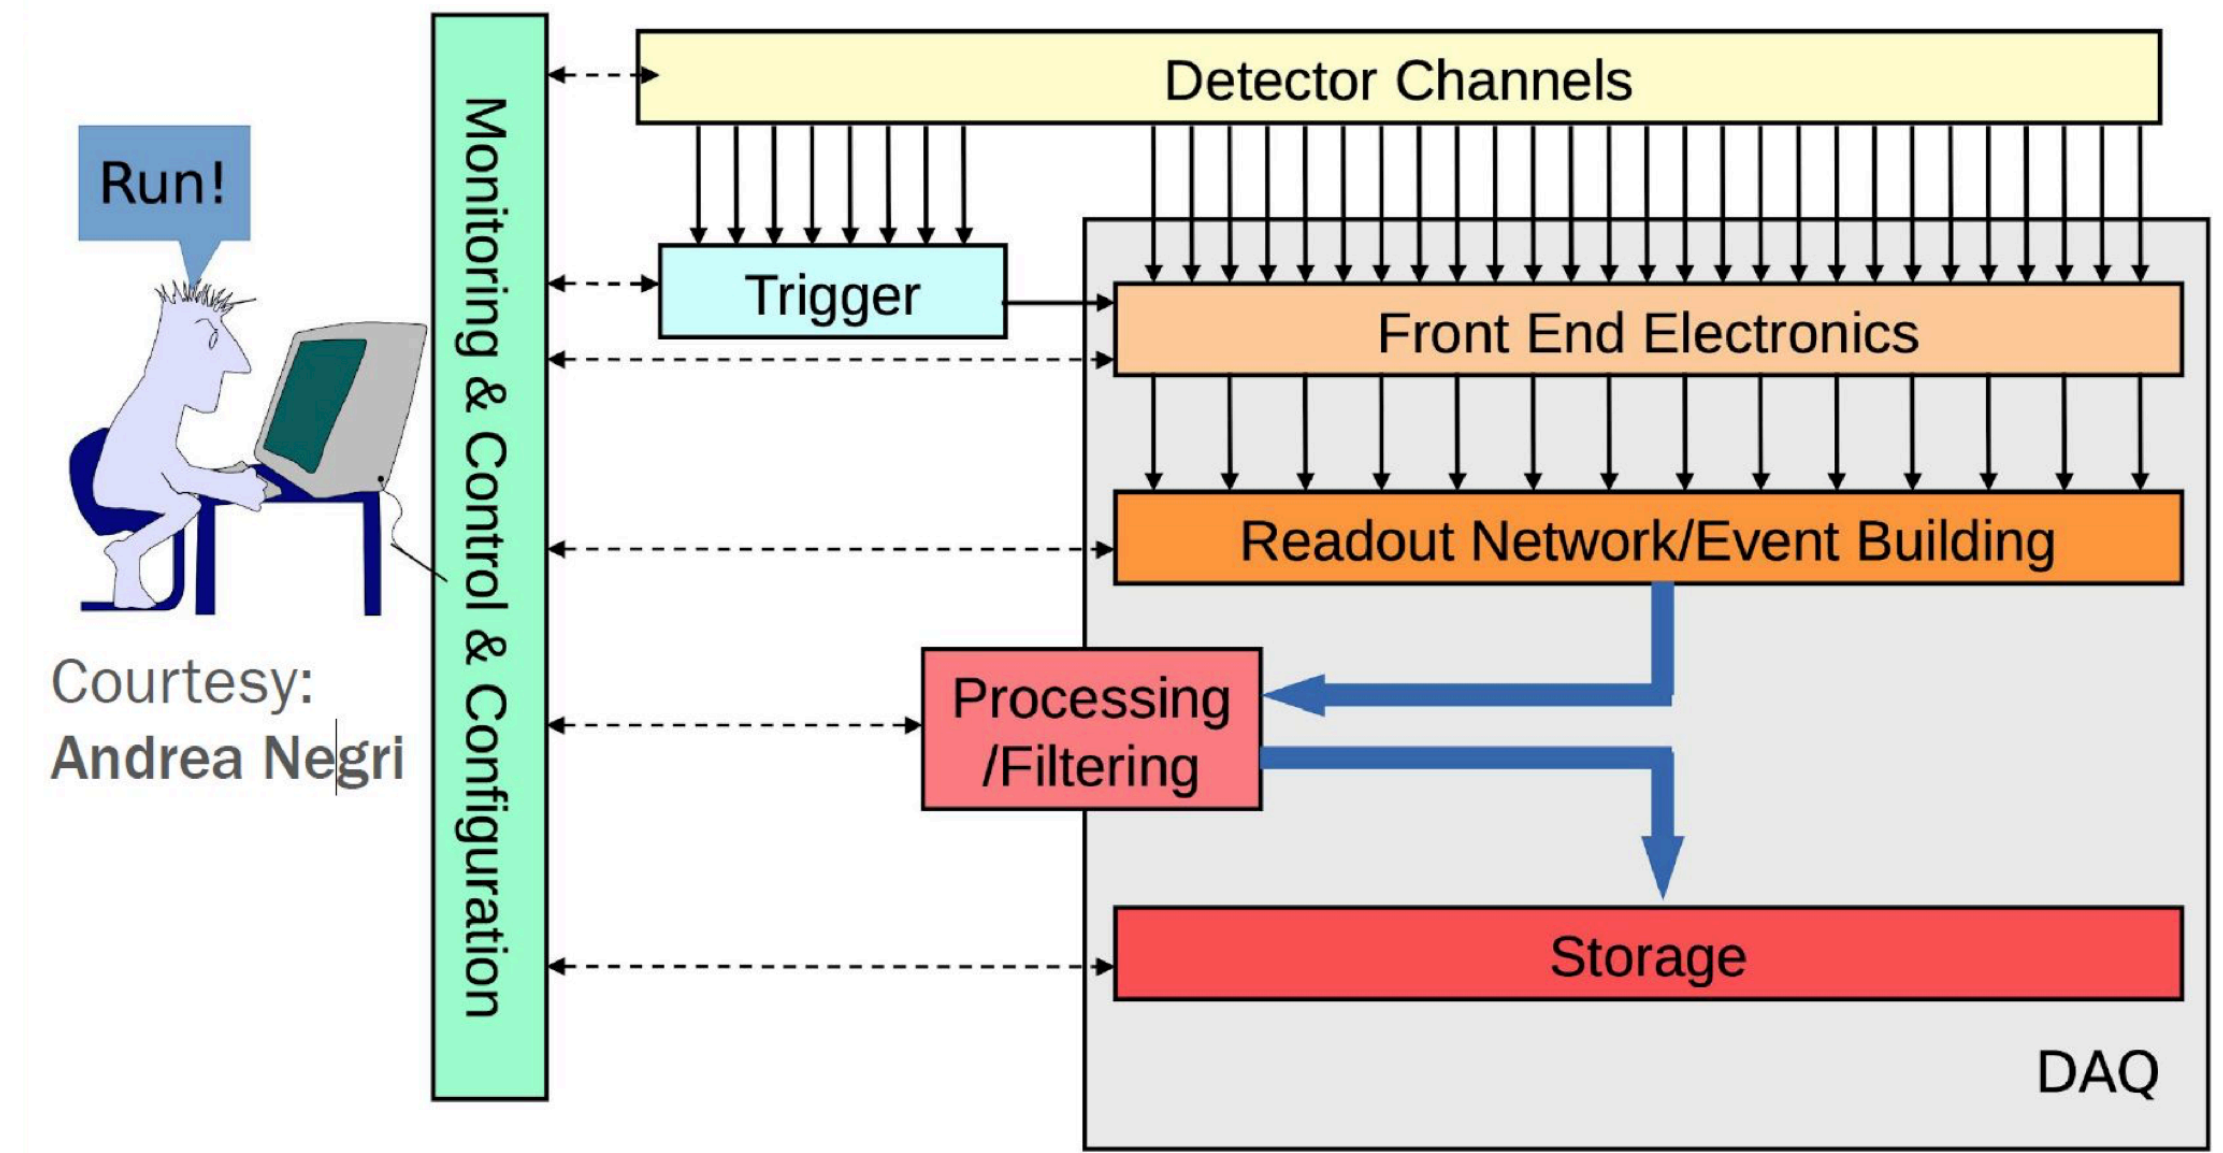 Run!
Courtesy:
Andrea Negri
Monitoring & Control & Configuration
Detector Channels
Trigger
Front End Electronics
Readout Network/Event Building
Processing
/Filtering
Storage
DAQ